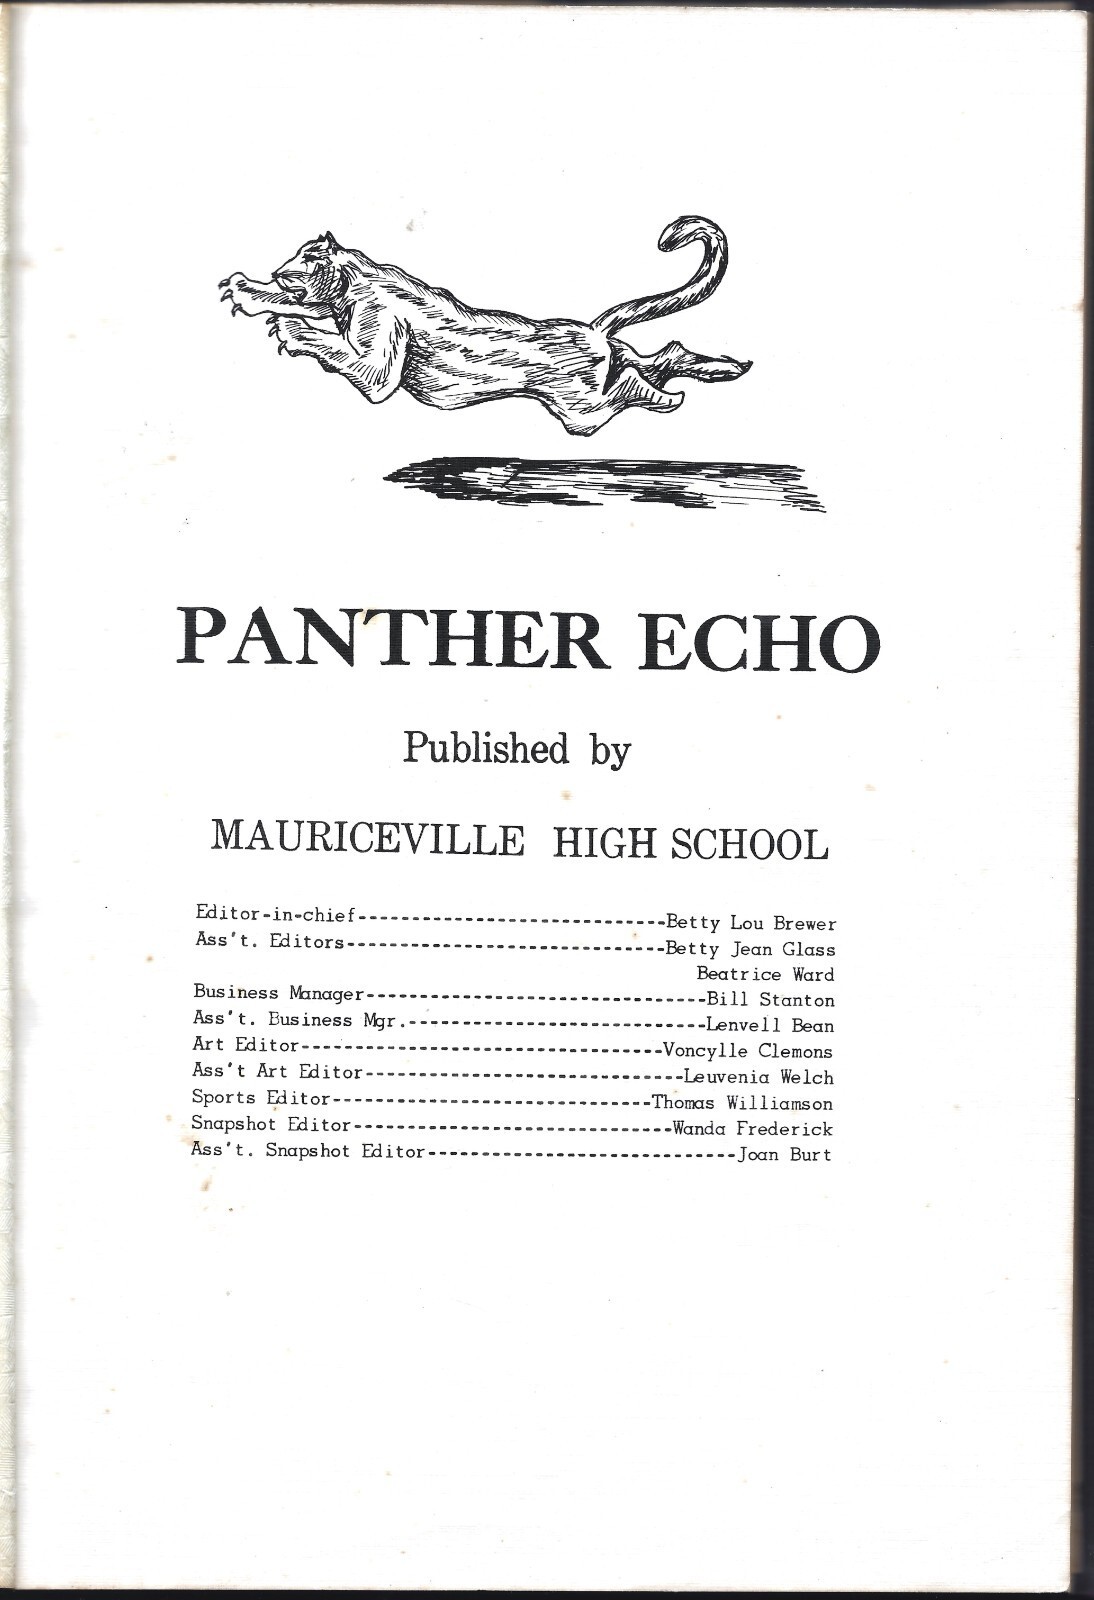 PANTHER ECHO
Published by
MAURICEVILLE HIGH SCHOOL
Editor-in-chief-----------------------------Betty Lou Brewer
Ass't. Editors------------------------------Betty Jean Glass
Beatrice Ward
Business Manager--------------------------------Bill Stanton
Ass't. Business Mgr.----------------------------Lenvell Bean
Art Editor----------------------------------Voncylle Clemons
Ass't Art Editor------------------------------Leuvenia Welch
Sports Editor------------------------------Thomas Williamson
Snapshot Editor------------------------------Wanda Frederick
Ass't. Snapshot Editor-----------------------------Joan Burt